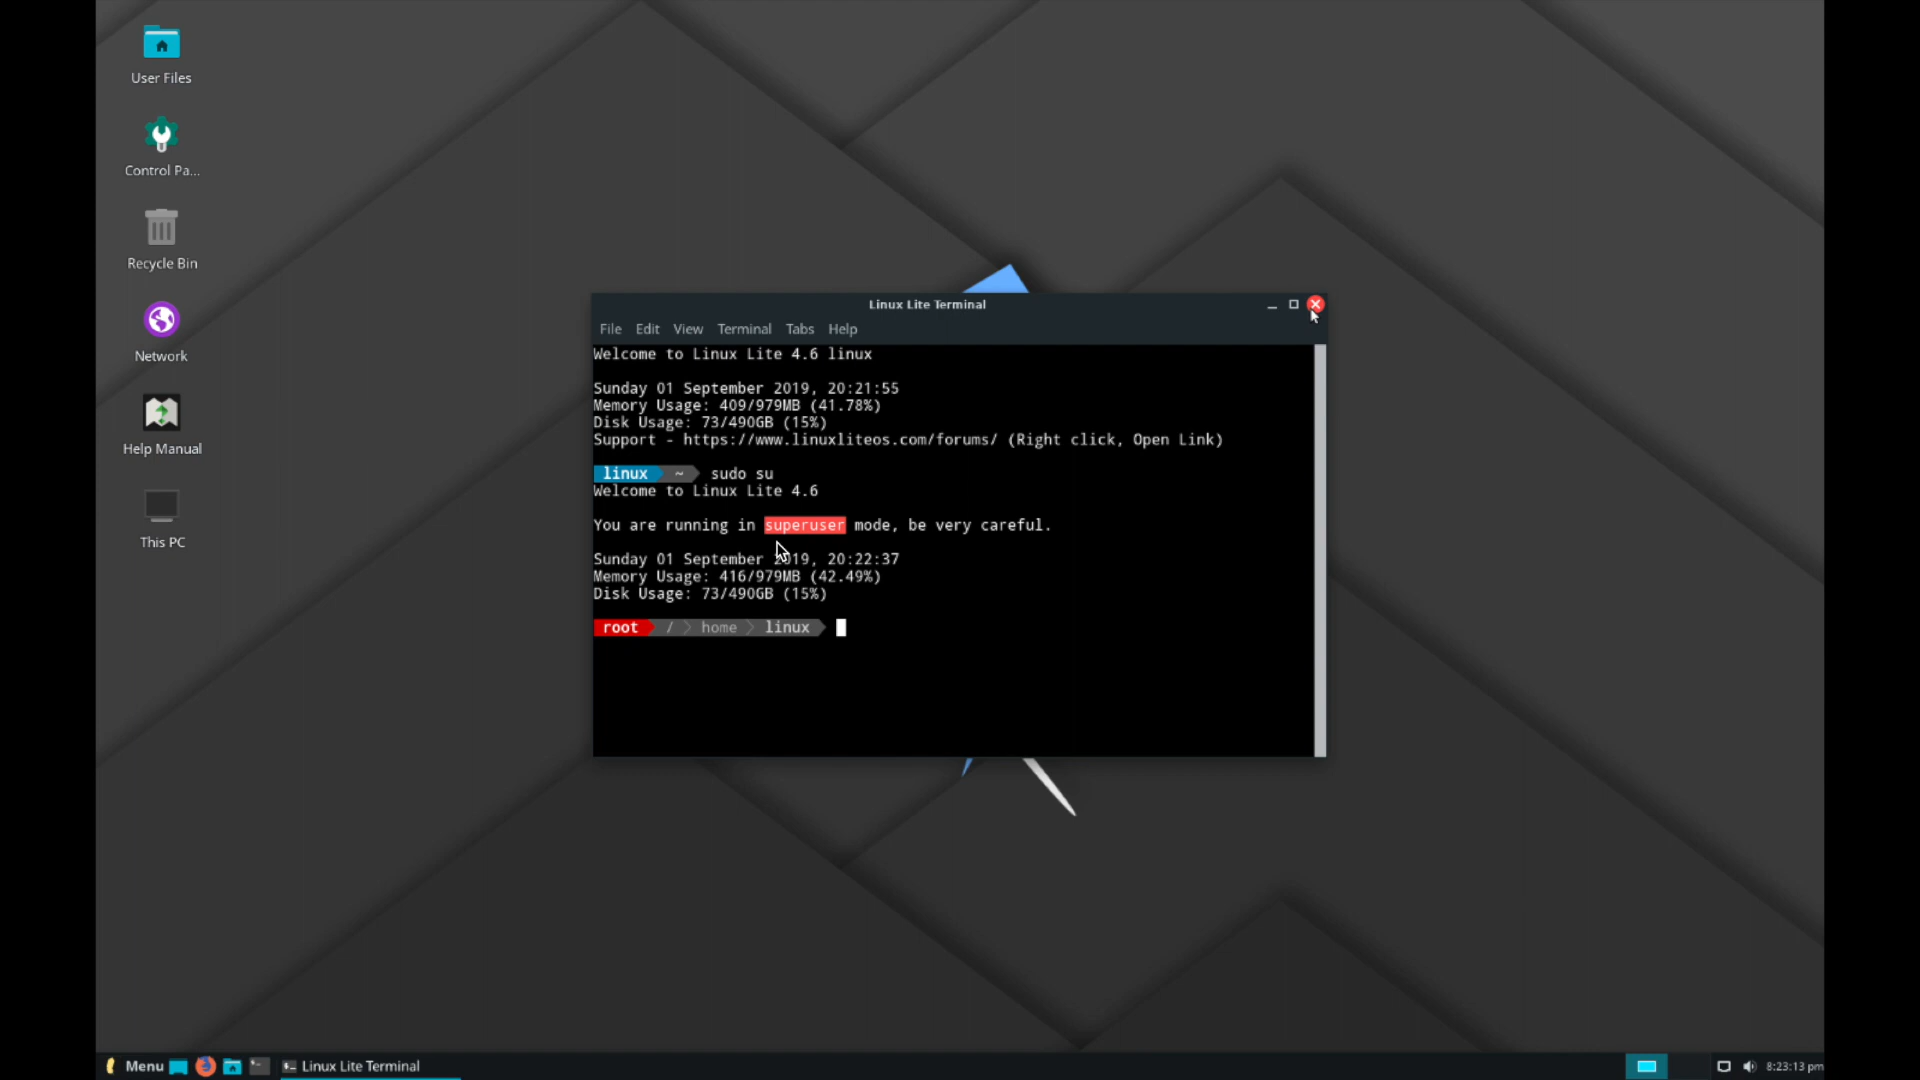 User Files
Control Pa...
Recycle Bin
Network
Help Manual
This PC
Linux Lite Terminal
File Edit View Terminal Tabs Help
Welcome to Linux Lite 4.6 linux
Sunday 01 September 2019, 20:21:55
Memory Usage: 409/979MB (41.78%)
Disk Usage: 73/490GB (15%)
Support - https://www.linuxliteos.com/forums/ (Right click, Open Link)
linux ~ sudo su
Welcome to Linux Lite 4.6
You are running in superuser mode, be very careful.
Sunday 01 September 2019, 20:22:37
Memory Usage: 416/979MB (42.49%)
Disk Usage: 73/490GB (15%)
root / home linux
Menu Linux Lite Terminal 8:23:13 pm